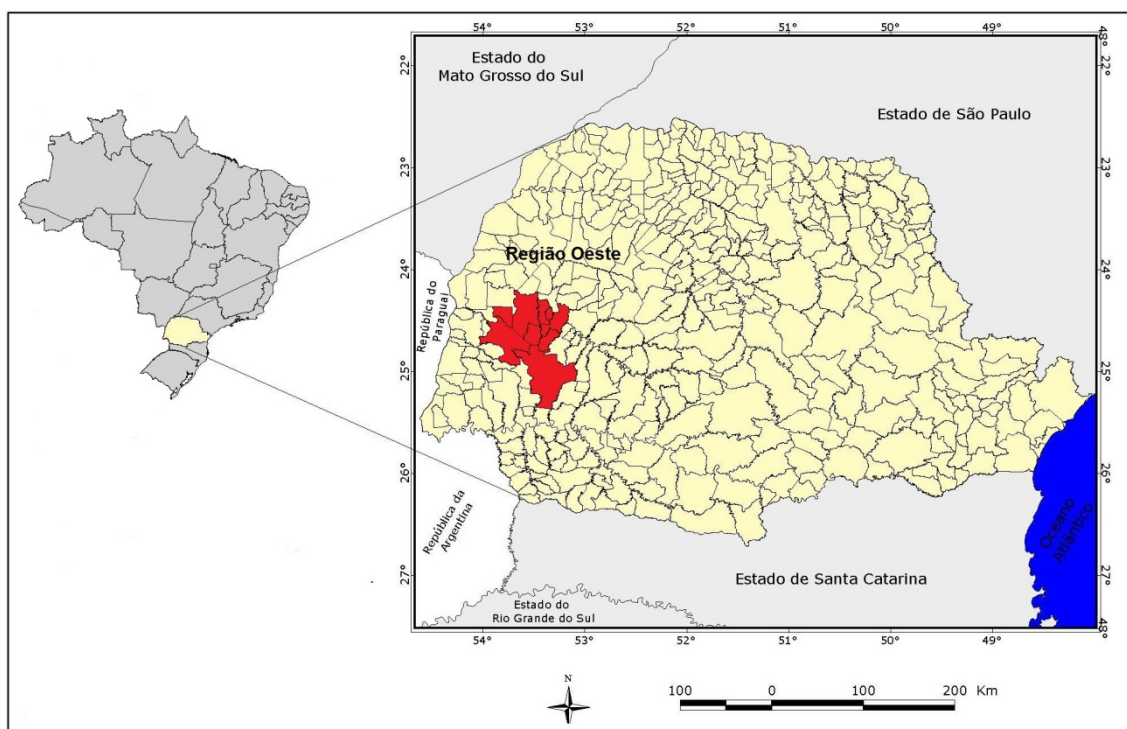 54°
53°
52°
51°
50°
49°
48°
22°
22°
Estado do
Mato Grosso do Sul
Estado de São Paulo
23°
23°
Região Oeste
24°
24°
República do
Paraguai
25°
25°
26°
26°
República da
Argentina
Oceano
Atlântico
27°
27°
Estado de Santa Catarina
Estado do
Rio Grande do Sul
48°
54°
53°
52°
51°
50°
49°
N
100
0
100
200 Km